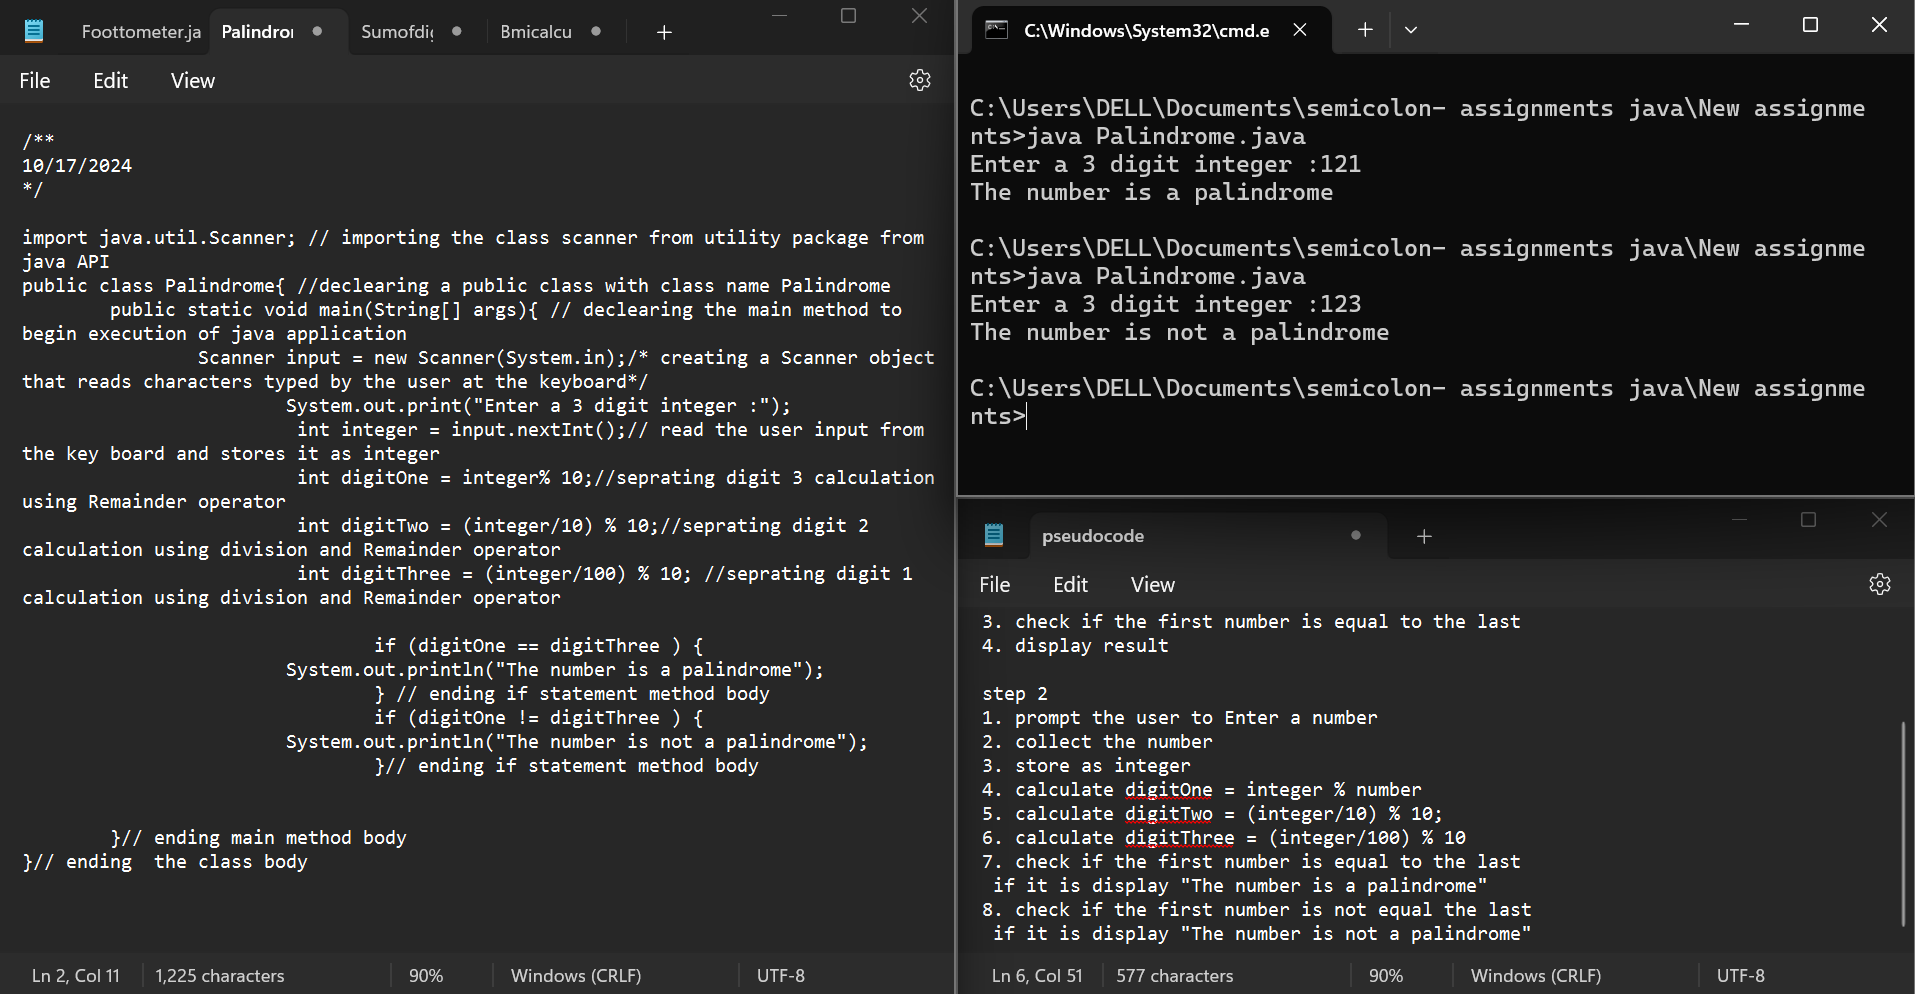 Foottometer.ja
Palindror
Sumofdig
Bmicalcu
File Edit View
/**
10/17/2024
*/
import java.util.Scanner; // importing the class scanner from utility package from
java API
public class Palindrome{ //declearing a public class with class name Palindrome
public static void main(String[] args){ // declearing the main method to
begin execution of java application
Scanner input = new Scanner(System.in);/* creating a Scanner object
that reads characters typed by the user at the keyboard*/
System.out.print("Enter a 3 digit integer :");
int integer = input.nextInt();// read the user input from
the key board and stores it as integer
int digitOne = integer% 10;//seprating digit 3 calculation
using Remainder operator
int digitTwo = (integer/10) % 10;//seprating digit 2
calculation using division and Remainder operator
int digitThree = (integer/100) % 10; //seprating digit 1
calculation using division and Remainder operator
if (digitOne == digitThree ) {
System.out.println("The number is a palindrome");
} // ending if statement method body
if (digitOne != digitThree ) {
System.out.println("The number is not a palindrome");
}// ending if statement method body
}// ending main method body
}// ending  the class body
Ln 2, Col 11
1,225 characters
90%
Windows (CRLF)
UTF-8
C:\Windows\System32\cmd.e
C:\Users\DELL\Documents\semicolon- assignments java\New assignme
nts>java Palindrome.java
Enter a 3 digit integer :121
The number is a palindrome
C:\Users\DELL\Documents\semicolon- assignments java\New assignme
nts>java Palindrome.java
Enter a 3 digit integer :123
The number is not a palindrome
C:\Users\DELL\Documents\semicolon- assignments java\New assignme
nts>
pseudocode
File Edit View
3. check if the first number is equal to the last
4. display result
step 2
1. prompt the user to Enter a number
2. collect the number
3. store as integer
4. calculate digitOne = integer % number
5. calculate digitTwo = (integer/10) % 10;
6. calculate digitThree = (integer/100) % 10
7. check if the first number is equal to the last
if it is display "The number is a palindrome"
8. check if the first number is not equal the last
if it is display "The number is not a palindrome"
Ln 6, Col 51
577 characters
90%
Windows (CRLF)
UTF-8